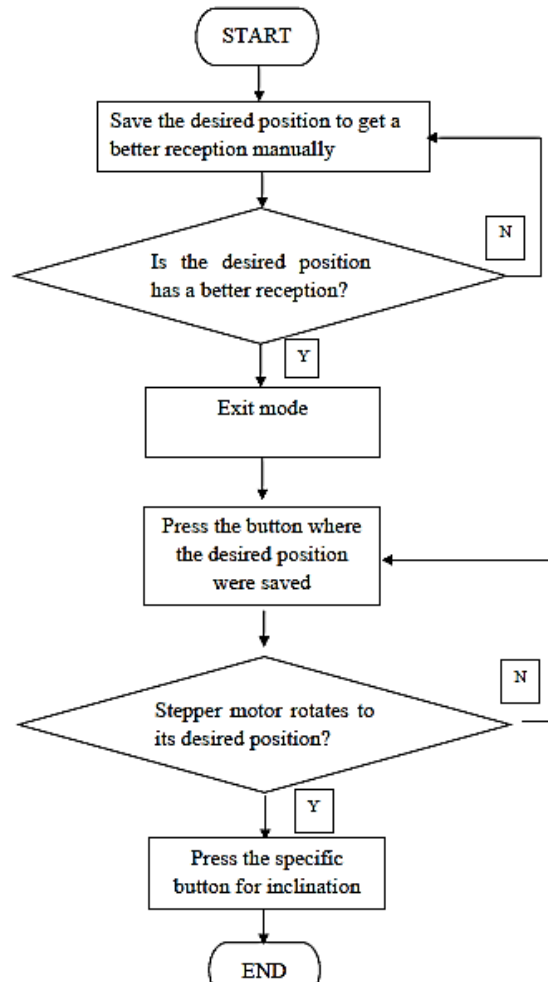 START
Save the desired position to get a
better reception manually
N
Is the desired position
has a better reception?
Y
Exit mode
Press the button where
the desired position
were saved
N
Stepper motor rotates to
its desired position?
Y
Press the specific
button for inclination
END